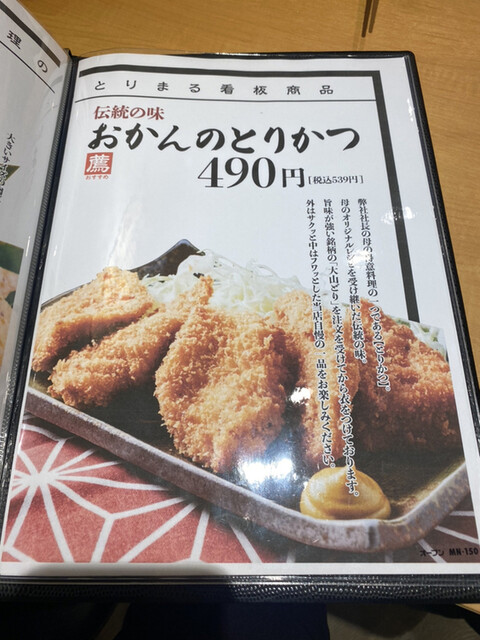 理の
とりまる看板商品
伝統の味
おかんのとりかつ
薦
おすすめ
490円[税込539円]
弊社社長の母の得意料理の一つである【とりかつ】。
母のオリジナルレシピを受け継いだ伝統の味。
旨味が強い銘柄の「大山どり」を注文を受けてから衣をつけております。
外はサクッと中はフワッとした当店自慢の一品をお楽しみください。
オープン MN-150